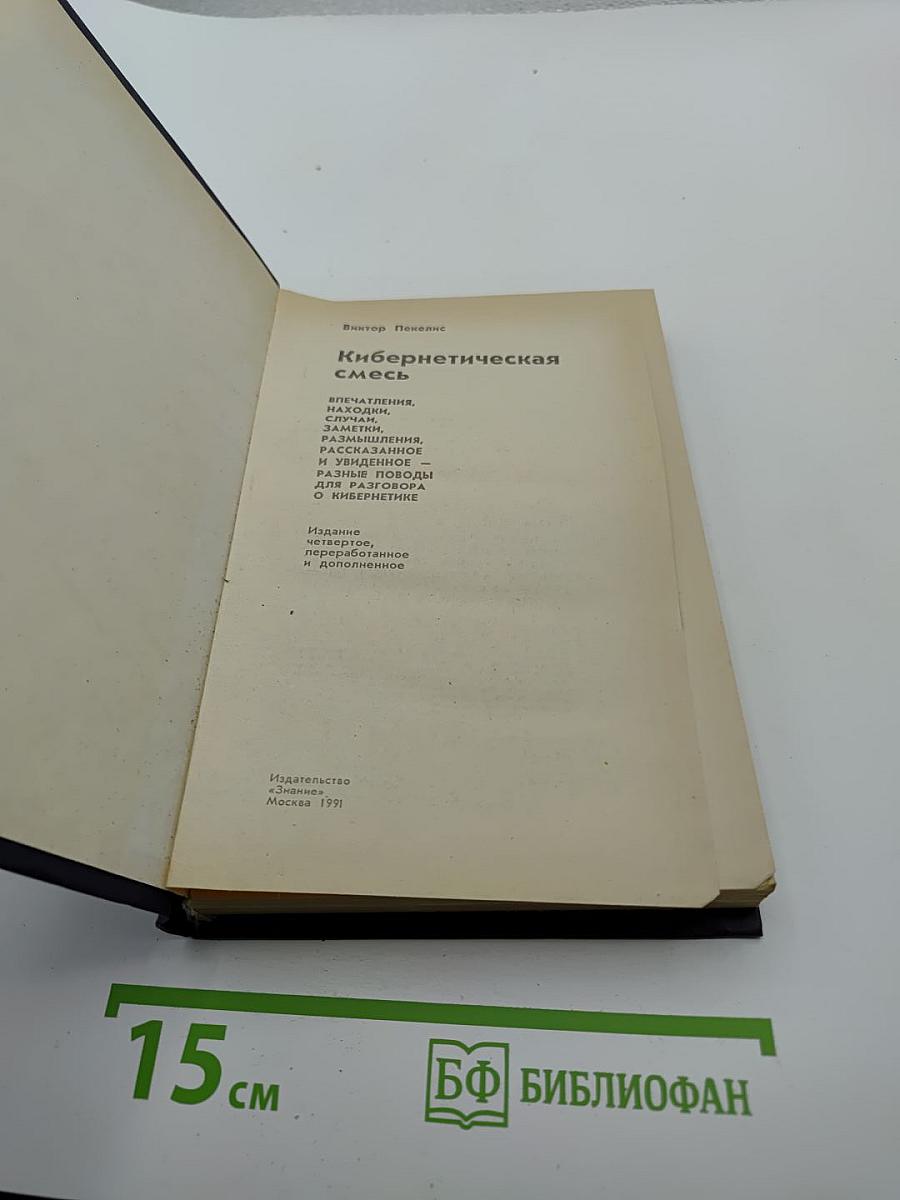 Виктор Пекелис
Кибернетическая
смесь
ВПЕЧАТЛЕНИЯ,
НАХОДКИ,
СЛУЧАИ,
ЗАМЕТКИ,
РАЗМЫШЛЕНИЯ,
РАССКАЗАННОЕ
И УВИДЕННОЕ —
РАЗНЫЕ ПОВОДЫ
ДЛЯ РАЗГОВОРА
О КИБЕРНЕТИКЕ
Издание
четвертое,
переработанное
и дополненное
Издательство
«Знание»
Москва 1991
15 см
БФ БИБЛИОФАН